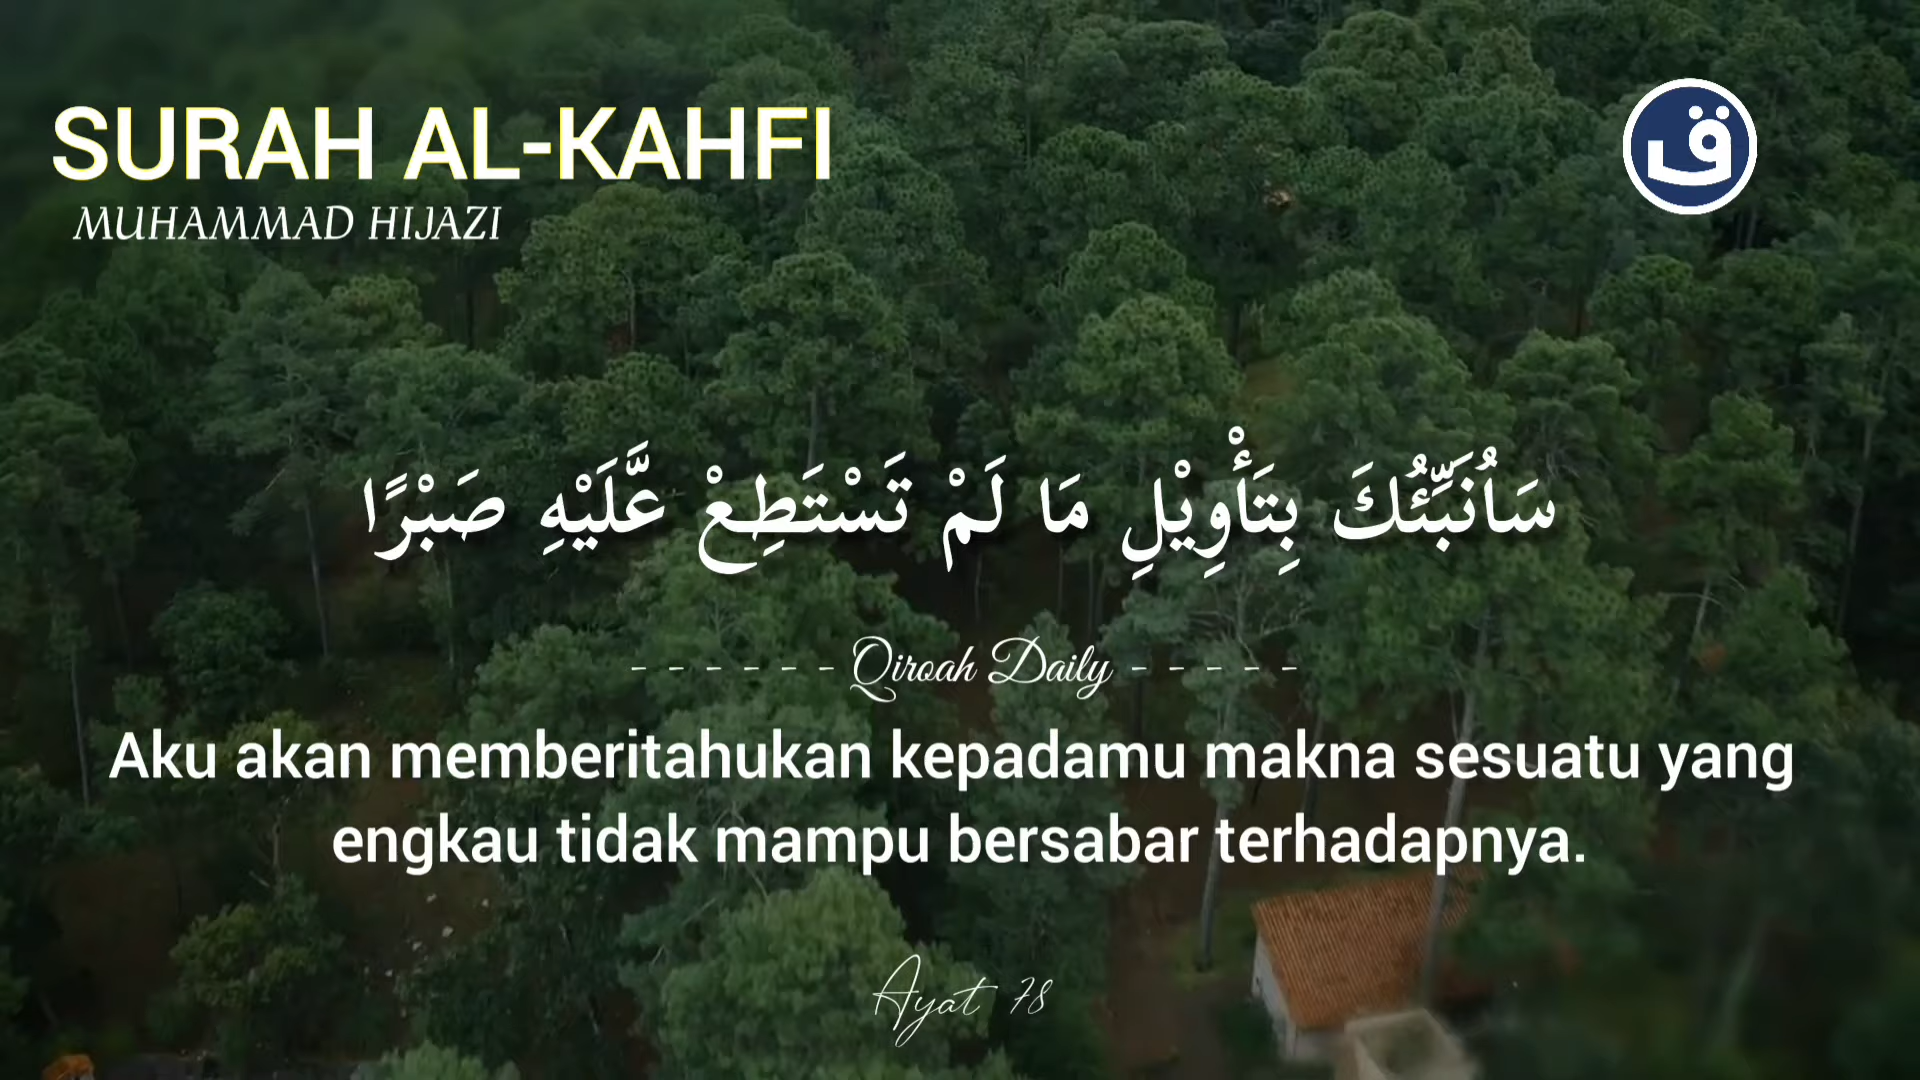 SURAH AL-KAHFI
MUHAMMAD HIJAZI
ق
سَاُنَبِّئُكَ بِتَأْوِيْلِ مَا لَمْ تَسْتَطِعْ عَّلَيْهِ صَبْرًا
- - - - - - Qiroah Daily - - - - -
Aku akan memberitahukan kepadamu makna sesuatu yang
engkau tidak mampu bersabar terhadapnya.
Ayat 78